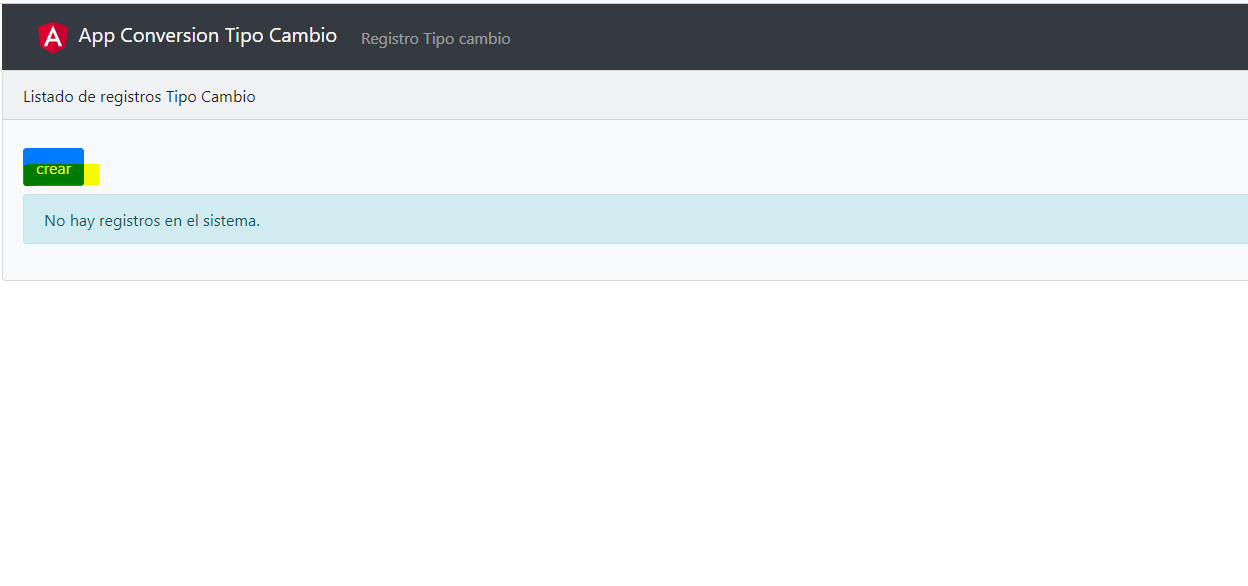 App Conversion Tipo Cambio Registro Tipo cambio
Listado de registros Tipo Cambio
crear
No hay registros en el sistema.